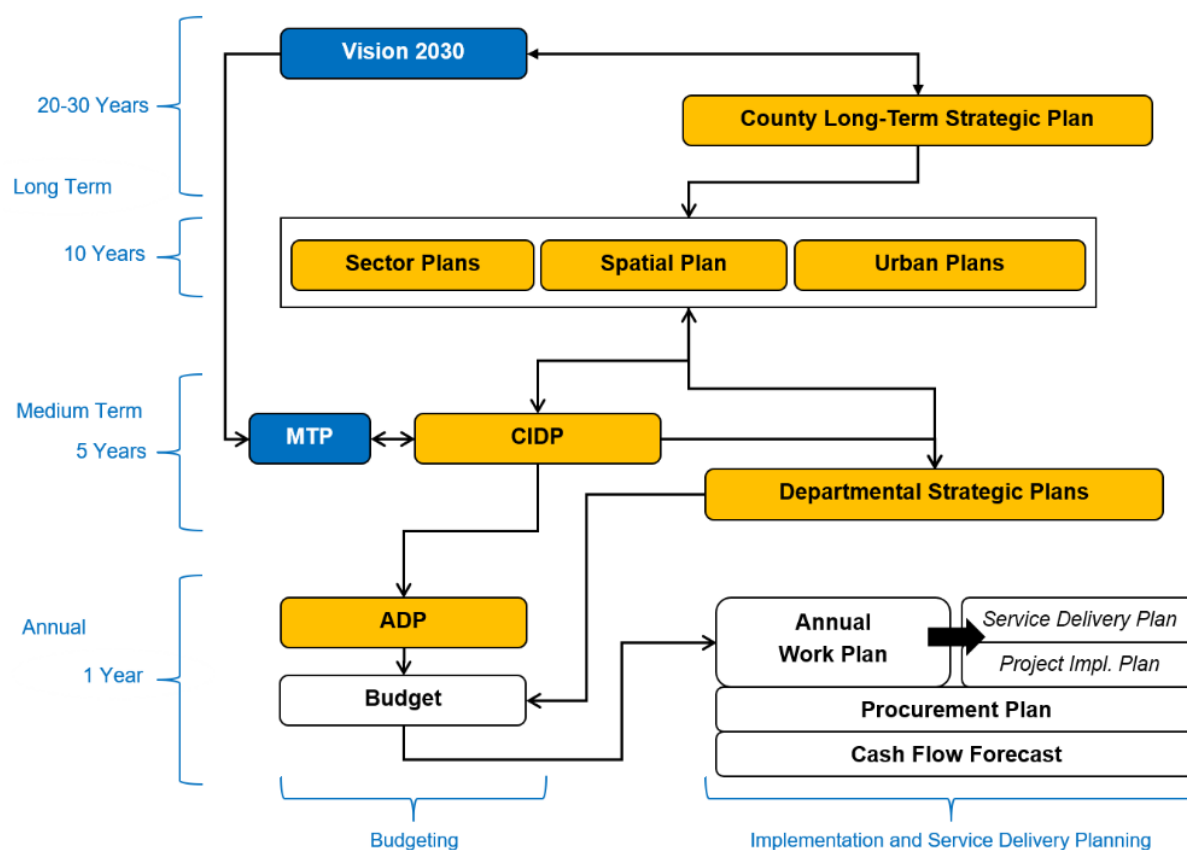 Vision 2030
20-30 Years
County Long-Term Strategic Plan
Long Term
10 Years
Sector Plans
Spatial Plan
Urban Plans
Medium Term
5 Years
MTP
CIDP
Departmental Strategic Plans
Annual
1 Year
ADP
Budget
Annual
Work Plan
Service Delivery Plan
Project Impl. Plan
Procurement Plan
Cash Flow Forecast
Budgeting
Implementation and Service Delivery Planning